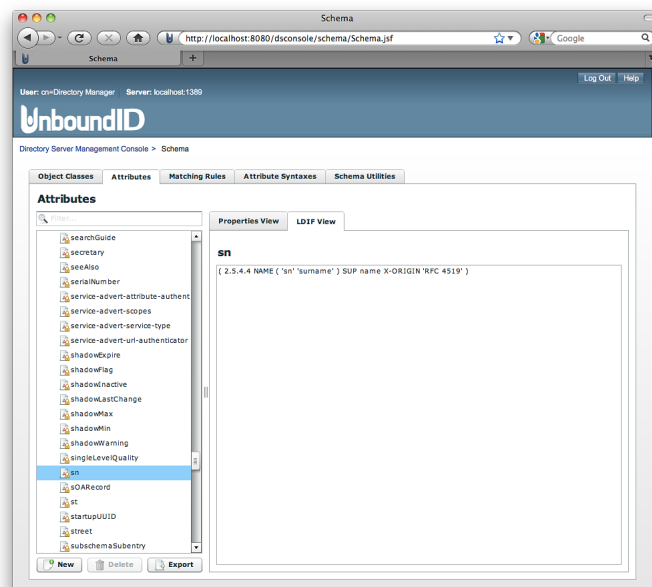 Schema
http://localhost:8080/dsconsole/schema/Schema.jsf
Google
Schema
Log Out Help
User: cn=Directory Manager Server: localhost:1389
UnboundID
Directory Server Management Console > Schema
Object Classes Attributes Matching Rules Attribute Syntaxes Schema Utilities
Attributes
Filter...
Properties View LDIF View
searchGuide
secretary
seeAlso
serialNumber
service-advert-attribute-authent
service-advert-scopes
service-advert-service-type
service-advert-url-authenticator
shadowExpire
shadowFlag
shadowInactive
shadowLastChange
shadowMax
shadowMin
shadowWarning
singleLevelQuality
sn
sOARecord
st
startupUUID
street
subschemaSubentry
sn
( 2.5.4.4 NAME ( 'sn' 'surname' ) SUP name X-ORIGIN 'RFC 4519' )
New Delete Export